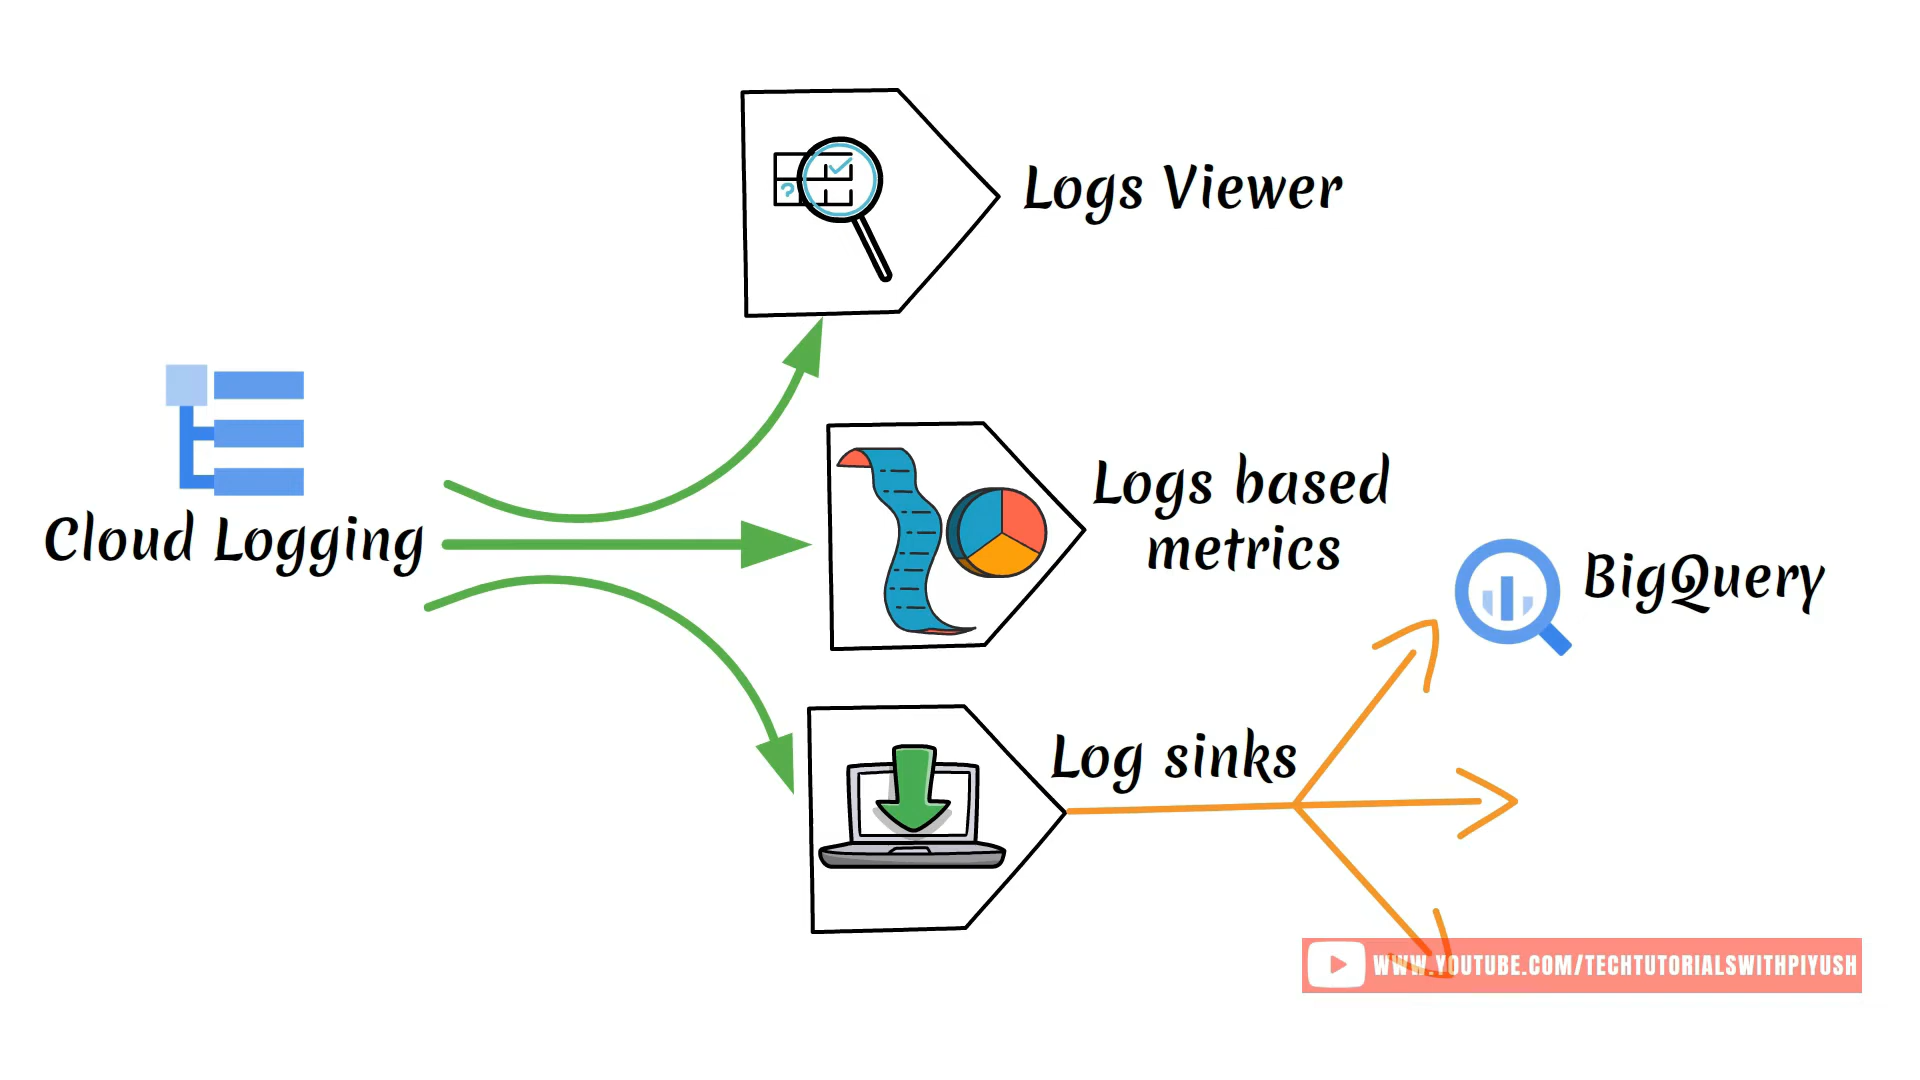 Logs Viewer
Cloud Logging
Logs based
metrics
BigQuery
Log sinks
WWW.YOUTUBE.COM/TECHTUTORIALSWITHPIYUSH